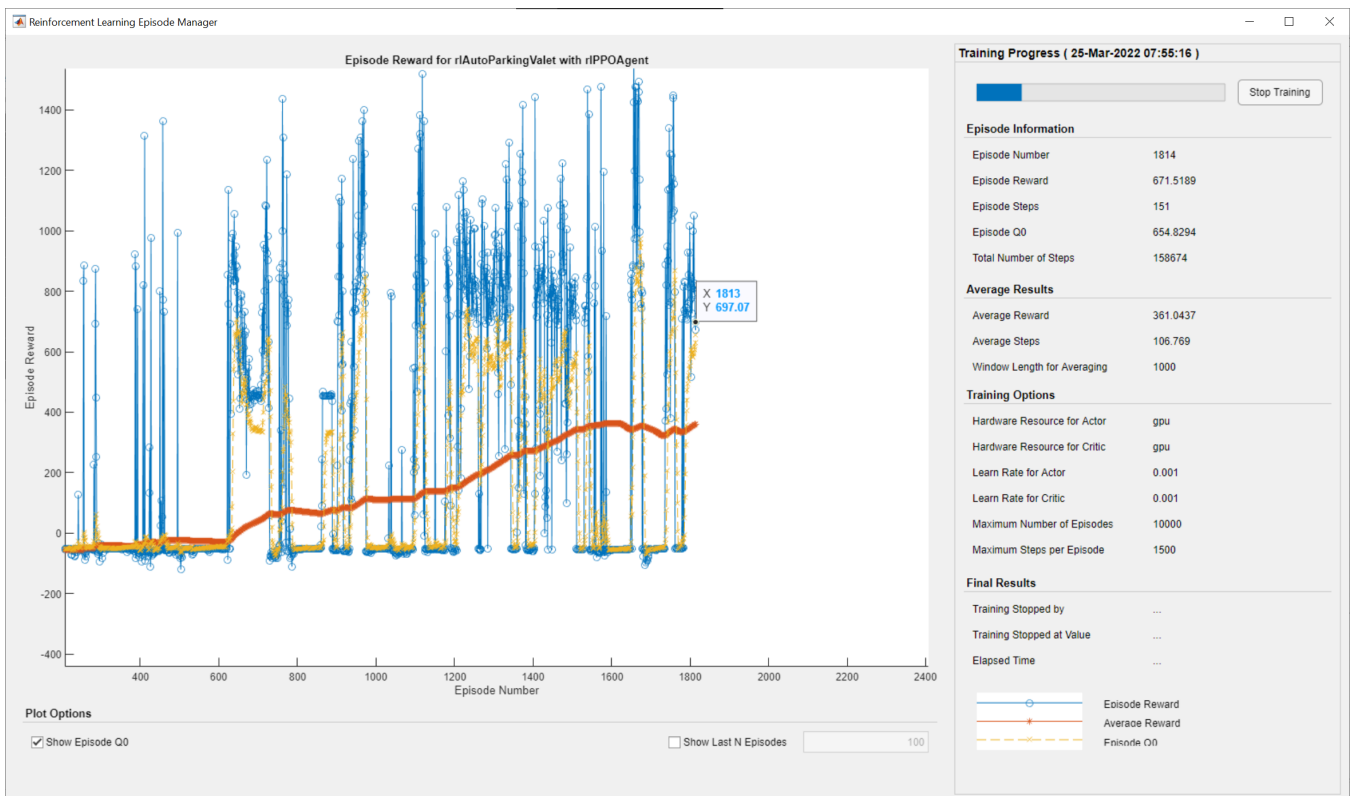 Reinforcement Learning Episode Manager
Episode Reward for rlAutoParkingValet with rlPPOAgent
1400
1200
1000
800
600
400
200
0
-200
-400
Episode Reward
X 1813
Y 697.07
400
600
800
1000
1200
1400
1600
1800
2000
2200
2400
Episode Number
Plot Options
Show Episode Q0
Show Last N Episodes
100
Training Progress ( 25-Mar-2022 07:55:16 )
Stop Training
Episode Information
Episode Number 1814
Episode Reward 671.5189
Episode Steps 151
Episode Q0 654.8294
Total Number of Steps 158674
Average Results
Average Reward 361.0437
Average Steps 106.769
Window Length for Averaging 1000
Training Options
Hardware Resource for Actor gpu
Hardware Resource for Critic gpu
Learn Rate for Actor 0.001
Learn Rate for Critic 0.001
Maximum Number of Episodes 10000
Maximum Steps per Episode 1500
Final Results
Training Stopped by ...
Training Stopped at Value ...
Elapsed Time ...
Episode Reward
Average Reward
Episode Q0